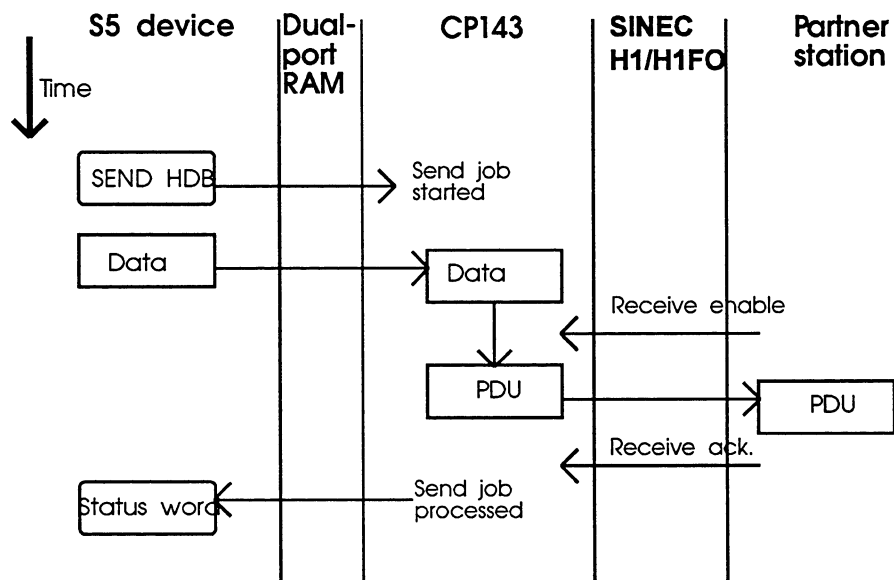 S5 device
Dual-
port
RAM
CP143
SINEC
H1/H1FO
Partner
station
Time
SEND HDB
Send job
started
Data
Data
Receive enable
PDU
PDU
Receive ack.
Status word
Send job
processed